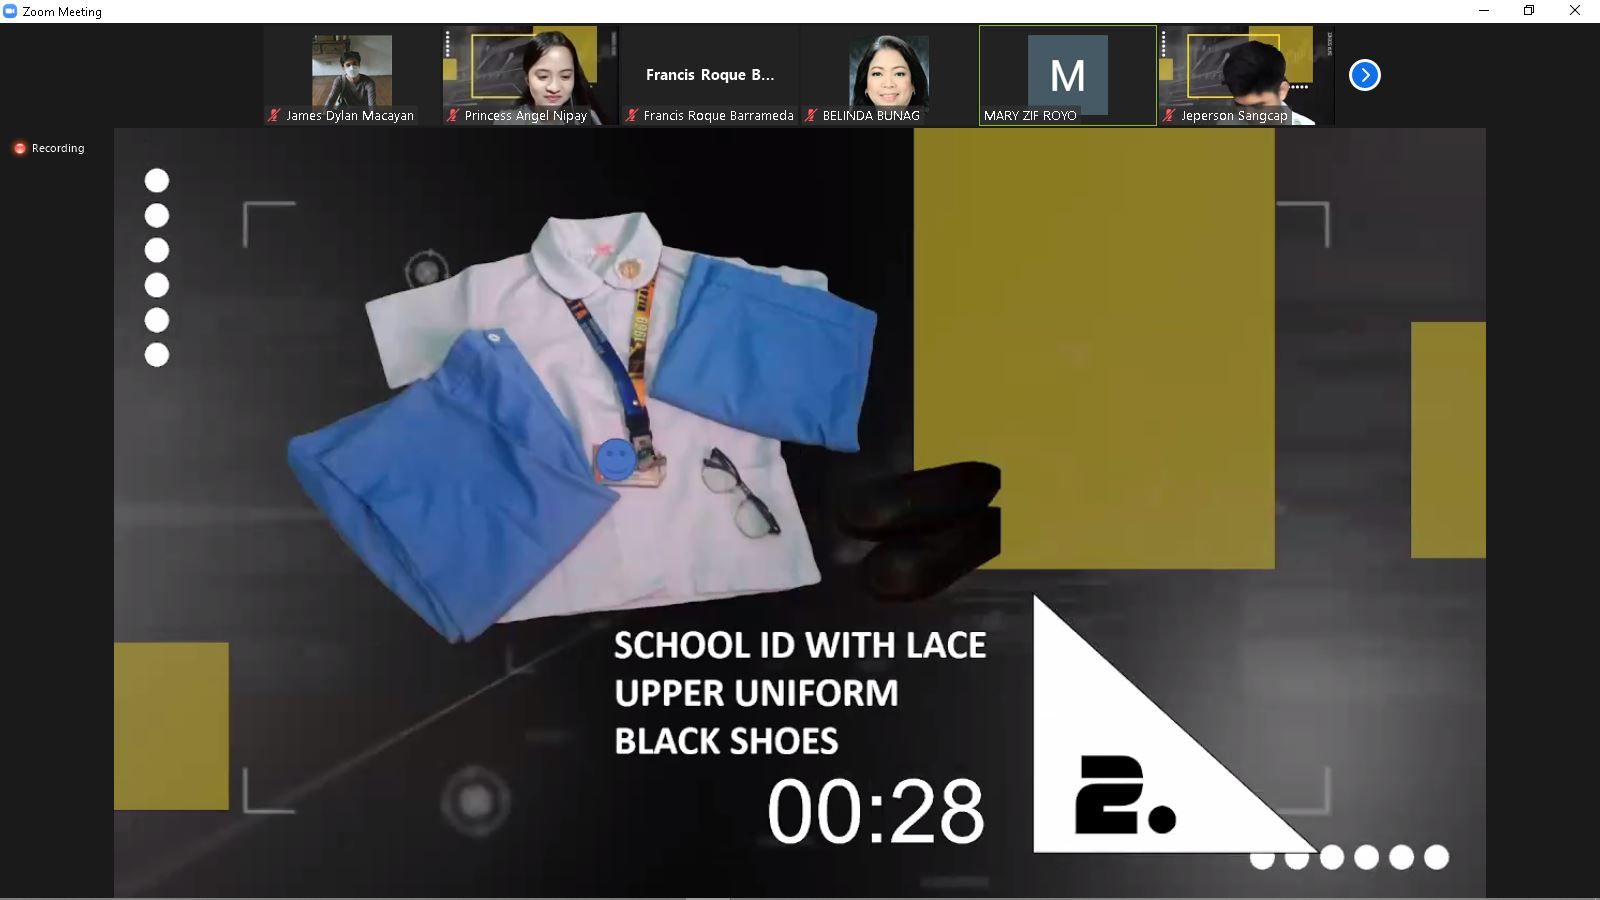 Zoom Meeting
Francis Roque B...
M
James Dylan Macayan
Princess Angel Nipay
Francis Roque Barrameda
BELINDA BUNAG
MARY ZIF ROYO
Jeperson Sangcap
Recording
1969
SCHOOL ID WITH LACE
UPPER UNIFORM
BLACK SHOES
00:28
2.